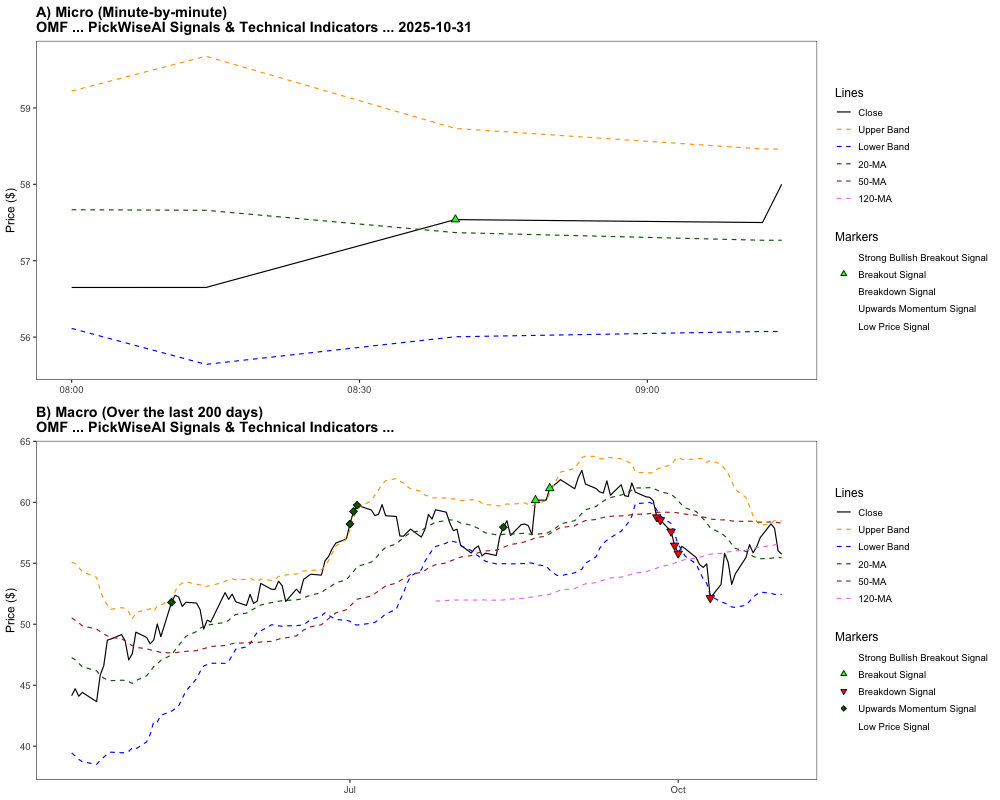 A) Micro (Minute-by-minute)
OMF ... PickWiseAI Signals & Technical Indicators ... 2025-10-31
Price ($)
59
58
57
56
08:00
08:30
09:00
Lines
Close
Upper Band
Lower Band
20-MA
50-MA
120-MA
Markers
Strong Bullish Breakout Signal
Breakout Signal
Breakdown Signal
Upwards Momentum Signal
Low Price Signal
B) Macro (Over the last 200 days)
OMF ... PickWiseAI Signals & Technical Indicators ...
Price ($)
65
60
55
50
45
40
Jul
Oct
Lines
Close
Upper Band
Lower Band
20-MA
50-MA
120-MA
Markers
Strong Bullish Breakout Signal
Breakout Signal
Breakdown Signal
Upwards Momentum Signal
Low Price Signal